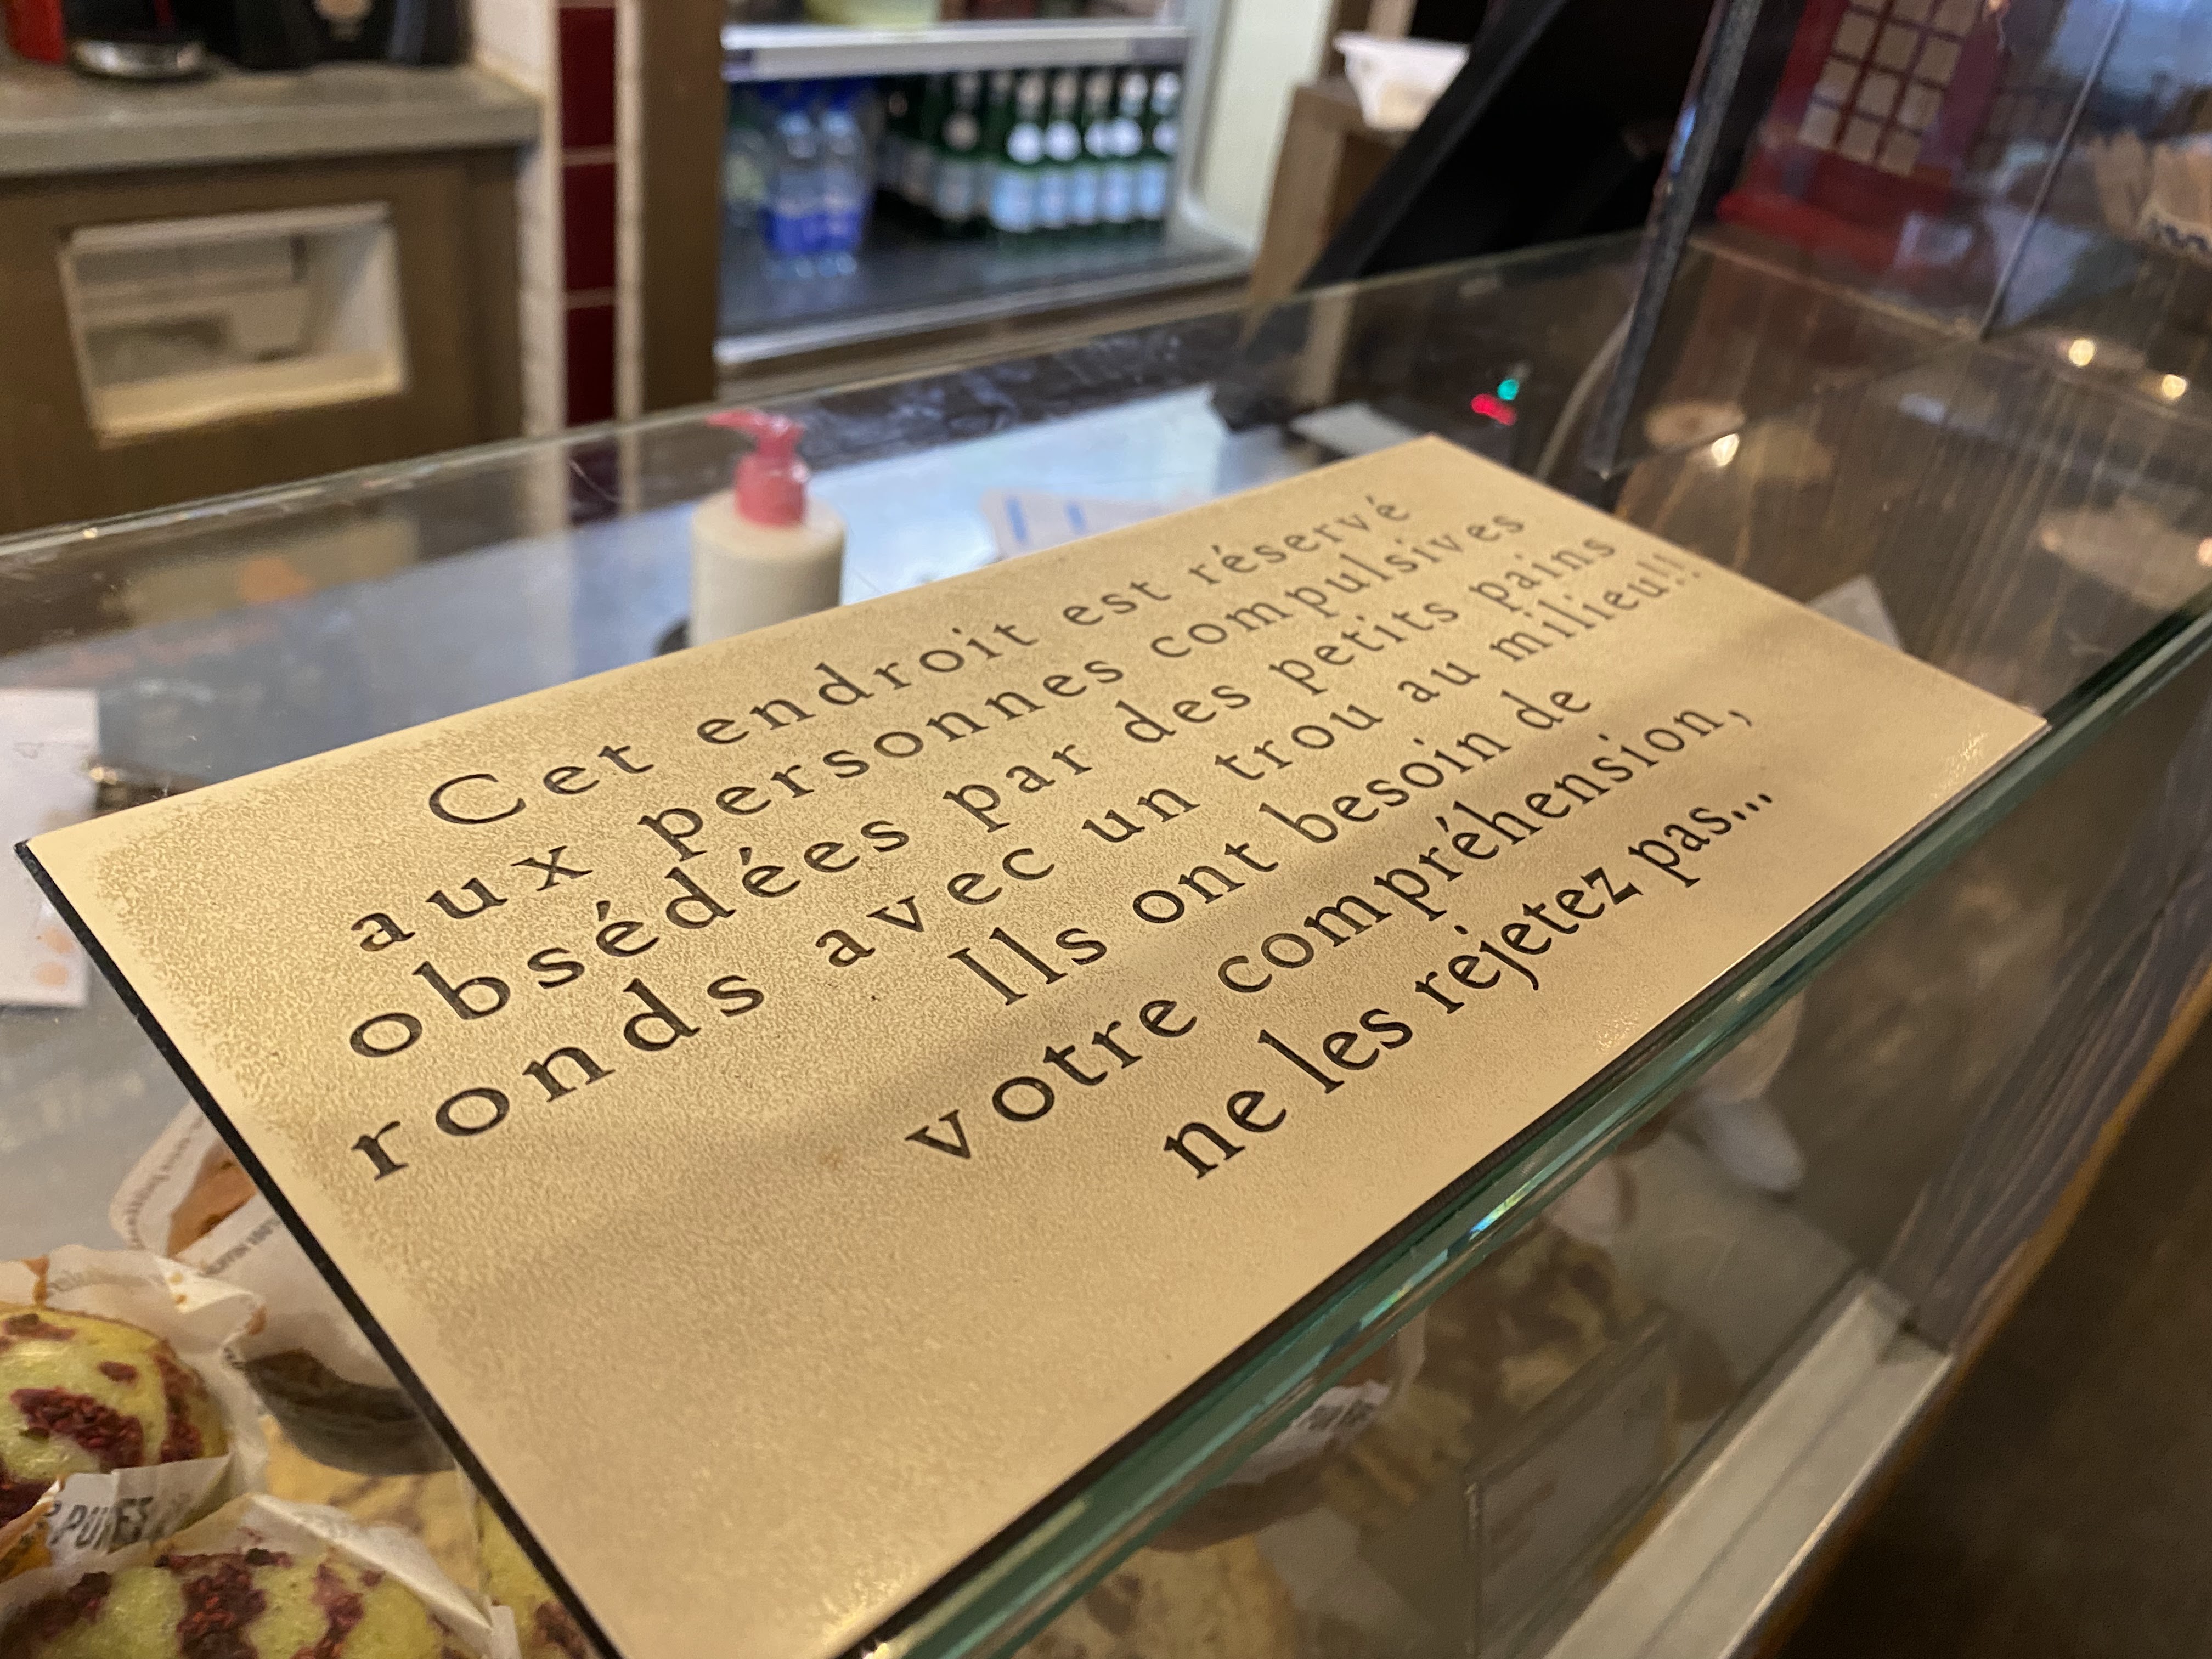 Cet endroit est réservé
aux personnes compulsives
obsédées par des petits pains
ronds avec un trou au milieu!!
Ils ont besoin de
votre compréhension,
ne les réjetez pas...